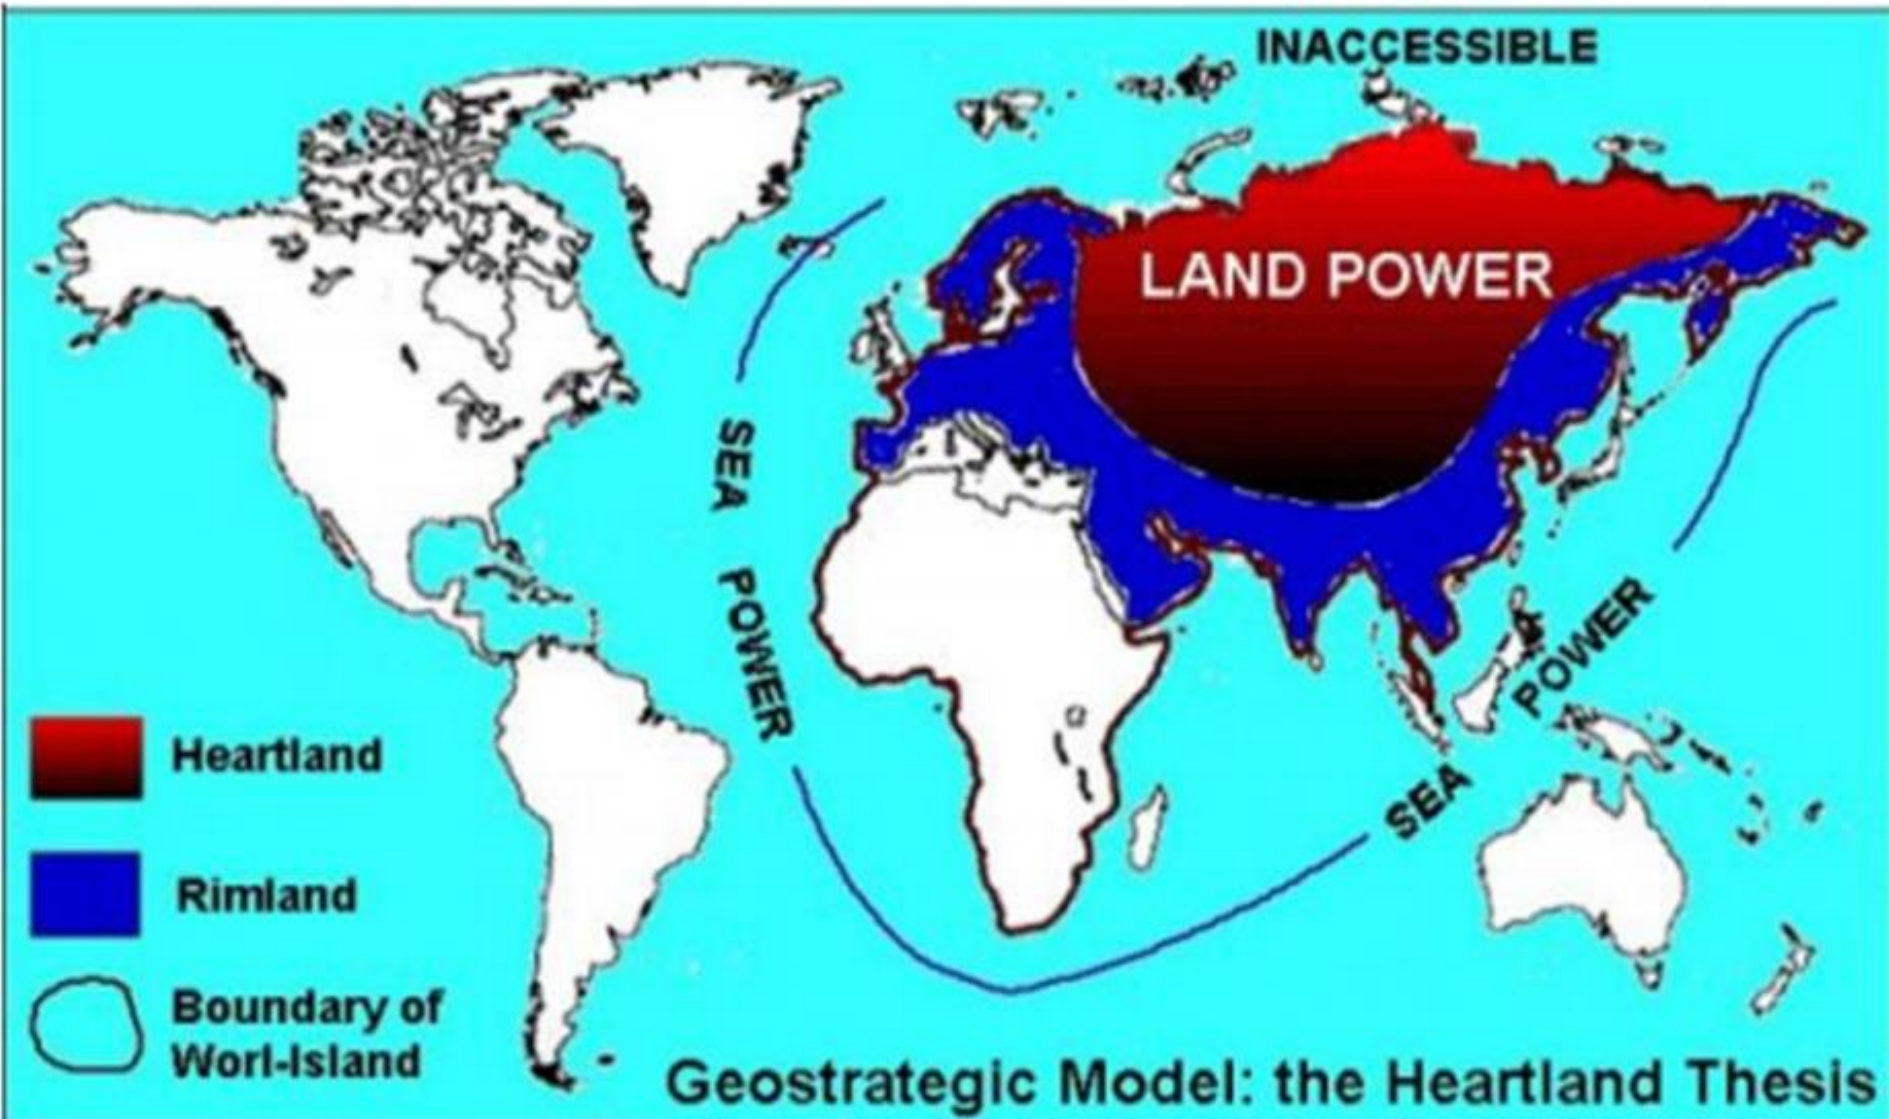 INACCESSIBLE
LAND POWER
SEA POWER
SEA POWER
Heartland
Rimland
Boundary of
Worl-Island
Geostrategic Model: the Heartland Thesis